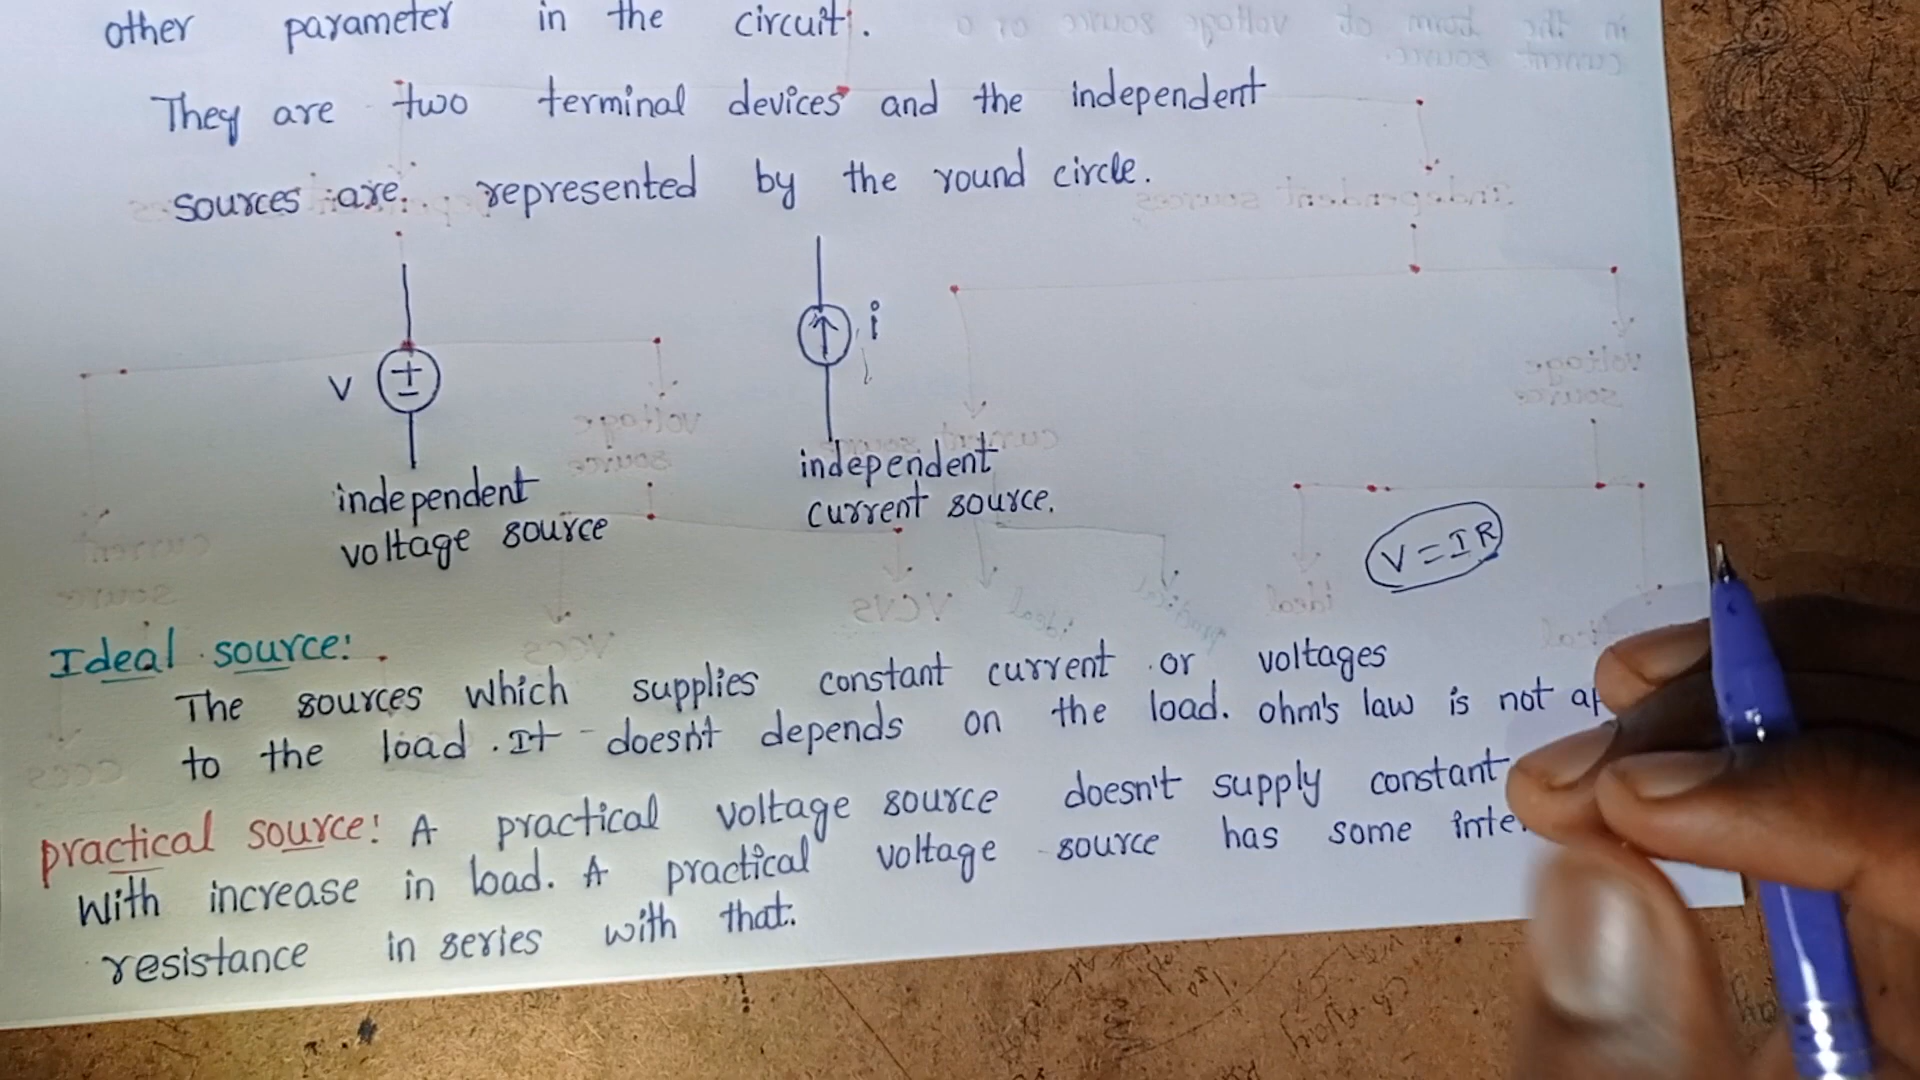 other parameter in the circuit.
They are two terminal devices and the independent
sources are represented by the round circle.
V
+
-
i
independent
voltage source
independent
current source.
V = IR
Ideal source:
The sources which supplies constant current or voltages
to the load. It doesn't depends on the load. ohm's law is not
practical source: A practical voltage source doesn't supply constant
With increase in load. A practical voltage source has some
resistance in series with that.